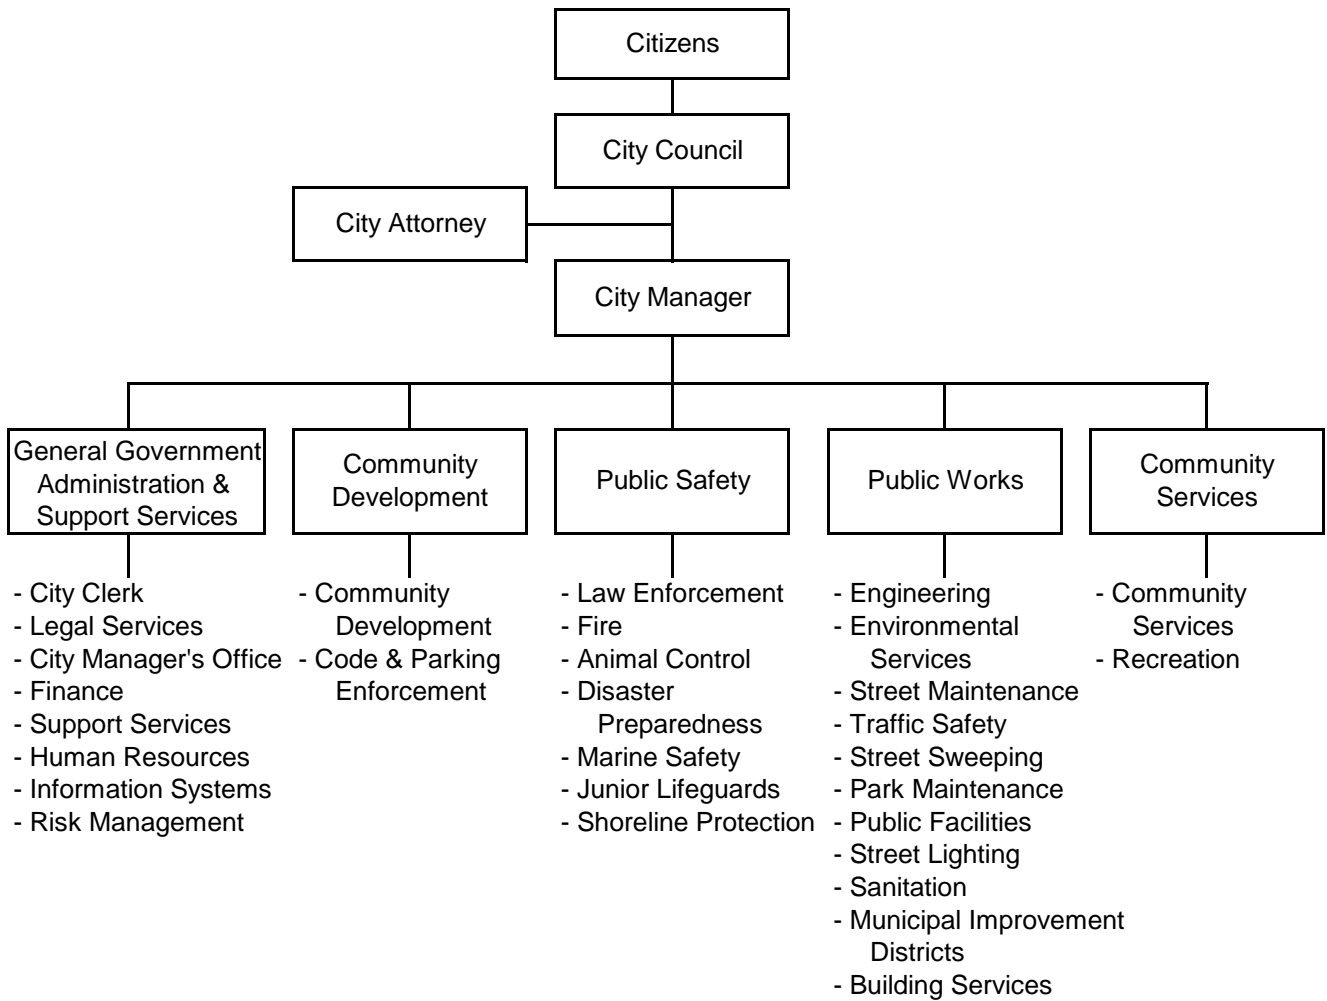 Citizens
City Council
City Attorney
City Manager
General Government
Administration &
Support Services
Community
Development
Public Safety
Public Works
Community
Services
- City Clerk
- Legal Services
- City Manager's Office
- Finance
- Support Services
- Human Resources
- Information Systems
- Risk Management
- Community
Development
- Code & Parking
Enforcement
- Law Enforcement
- Fire
- Animal Control
- Disaster
Preparedness
- Marine Safety
- Junior Lifeguards
- Shoreline Protection
- Engineering
- Environmental
Services
- Street Maintenance
- Traffic Safety
- Street Sweeping
- Park Maintenance
- Public Facilities
- Street Lighting
- Sanitation
- Municipal Improvement
Districts
- Building Services
- Community
Services
- Recreation